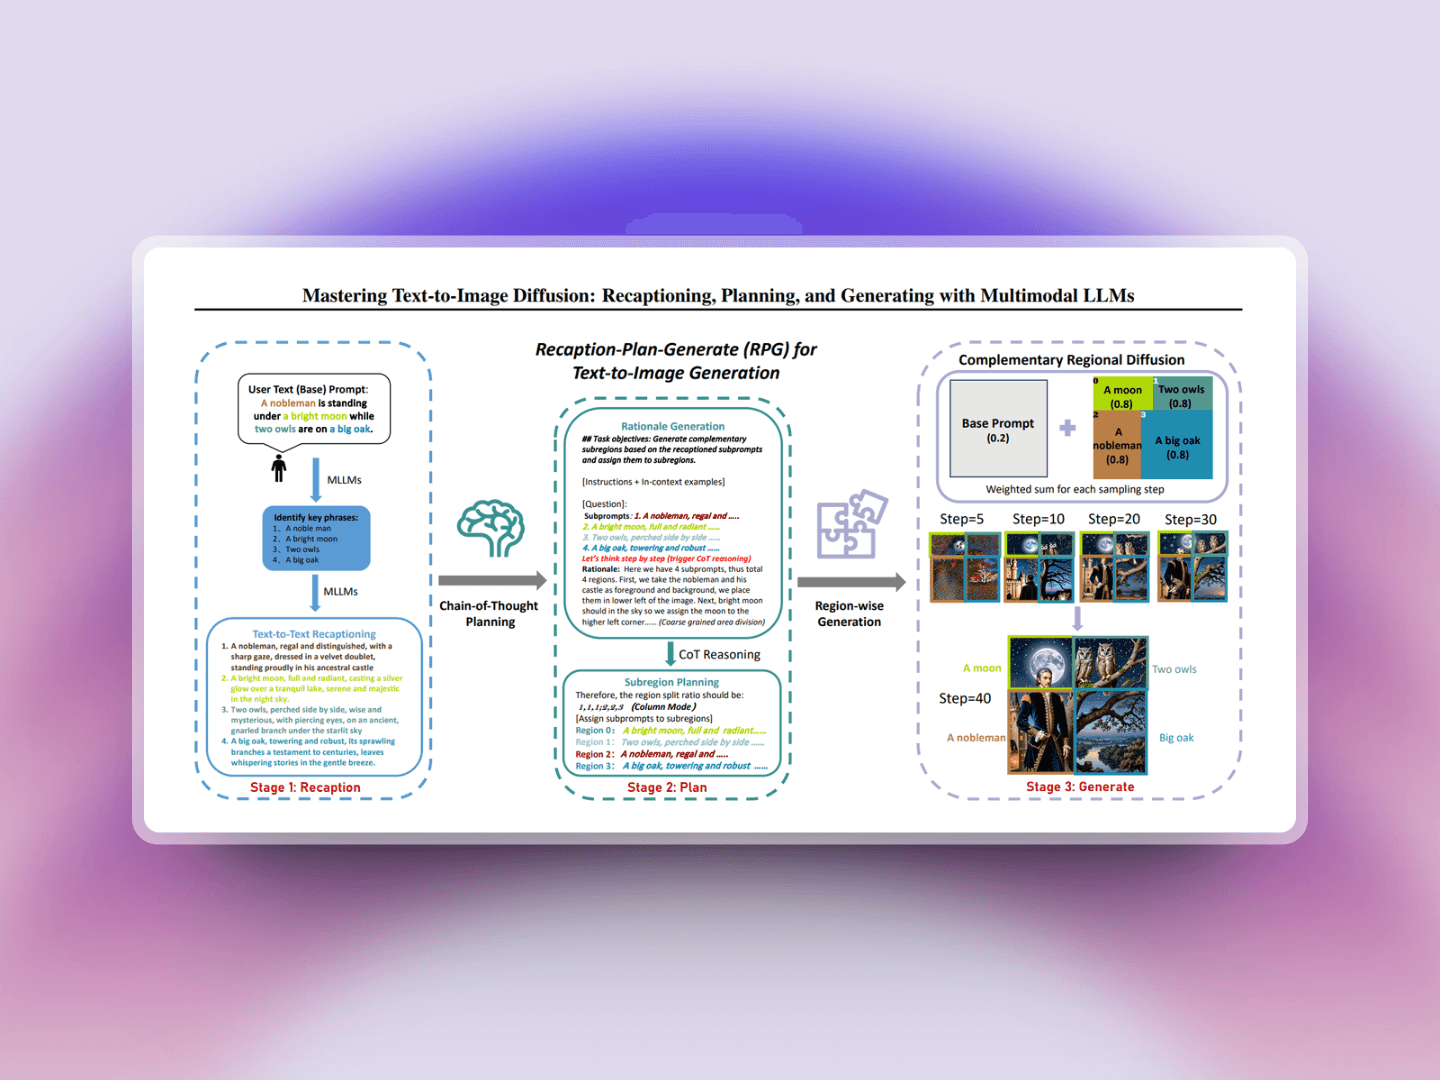 Mastering Text-to-Image Diffusion: Recaptioning, Planning, and Generating with Multimodal LLMs
User Text (Base) Prompt:
A nobleman is standing
under a bright moon while
two owls are on a big oak.
MLLMs
Identify key phrases:
1、A noble man
2、A bright moon
3、Two owls
4、A big oak
MLLMs
Text-to-Text Recaptioning
1. A nobleman, regal and distinguished, with a
sharp gaze, dressed in a velvet doublet,
standing proudly in his ancestral castle
2. A bright moon, full and radiant, casting a silver
glow over a tranquil lake, serene and majestic
in the night sky.
3. Two owls, perched side by side, wise and
mysterious, with piercing eyes, on an ancient,
gnarled branch under the starlit sky
4. A big oak, towering and robust, its sprawling
branches a testament to centuries, leaves
whispering stories in the gentle breeze.
Stage 1: Recaption
Chain-of-Thought
Planning
Recaption-Plan-Generate (RPG) for
Text-to-Image Generation
Rationale Generation
## Task objectives: Generate complementary
subregions based on the recaptioned subprompts
and assign them to subregions.
[Instructions + In-context examples]
[Question]:
Subprompts: 1. A nobleman, regal and .....
2. A bright moon, full and radiant ......
3. Two owls, perched side by side ......
4. A big oak, towering and robust ......
Let's think step by step (trigger CoT reasoning)
Rationale: Here we have 4 subprompts, thus total
4 regions. First, we take the nobleman and his
castle as foreground and background, we place
them in lower left of the image. Next, bright moon
should in the sky so we assign the moon to the
higher left corner...... (Coarse grained area division)
CoT Reasoning
Subregion Planning
Therefore, the region split ratio should be:
1,1,1;2,2,3 (Column Mode)
[Assign subprompts to subregions]
Region 0: A bright moon, full and radiant......
Region 1: Two owls, perched side by side ......
Region 2: A nobleman, regal and .....
Region 3: A big oak, towering and robust ......
Stage 2: Plan
Region-wise
Generation
Complementary Regional Diffusion
Base Prompt
(0.2)
0
A moon
(0.8)
1
Two owls
(0.8)
2
A
nobleman
(0.8)
3
A big oak
(0.8)
Weighted sum for each sampling step
Step=5
Step=10
Step=20
Step=30
A moon
Two owls
Step=40
A nobleman
Big oak
Stage 3: Generate